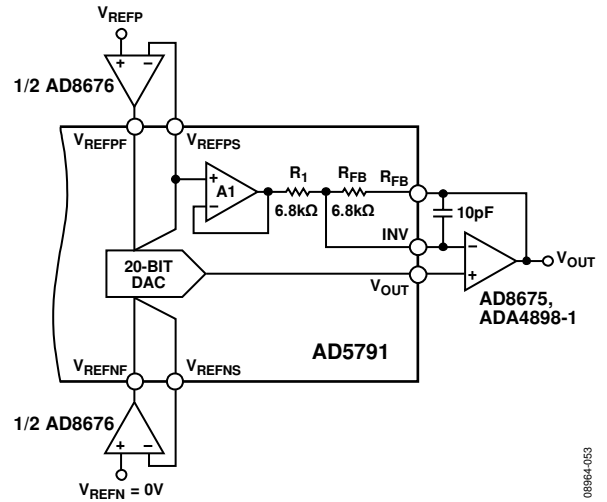 VREFP
+ −
1/2 AD8676
VREFPF
VREFPS
+
A1
−
R1
6.8kΩ
RFB
6.8kΩ
RFB
10pF
INV
−
VOUT
20-BIT
DAC
VOUT
+
AD8675,
ADA4898-1
AD5791
VREFNF
VREFNS
1/2 AD8676
+ −
VREFN = 0V
08964-053